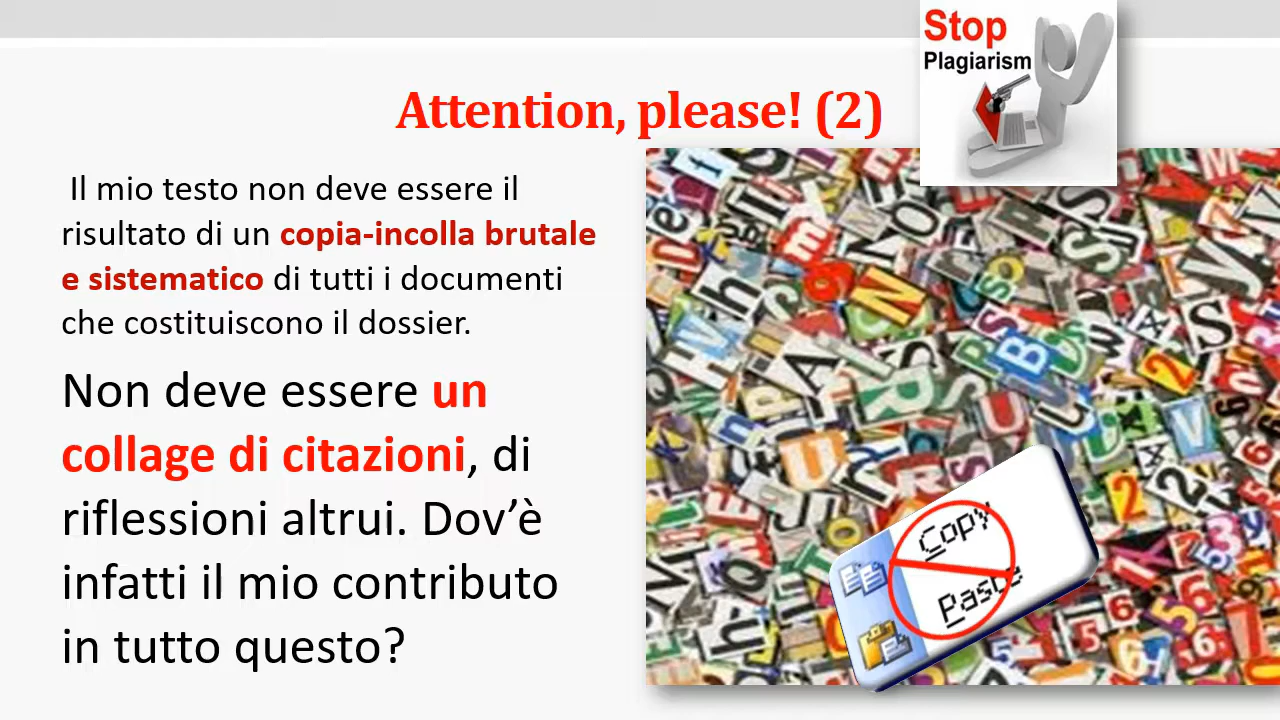 Stop
Plagiarism
Attention, please! (2)
Il mio testo non deve essere il
risultato di un copia-incolla brutale
e sistematico di tutti i documenti
che costituiscono il dossier.
Non deve essere un
collage di citazioni, di
riflessioni altrui. Dov’è
infatti il mio contributo
in tutto questo?
Copy
Paste